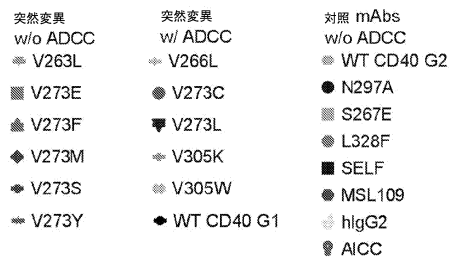 突然変異
w/o ADCC
V263L
V273E
V273F
V273M
V273S
V273Y
突然変異
w/ ADCC
V266L
V273C
V273L
V305K
V305W
WT CD40 G1
対照 mAbs
w/o ADCC
WT CD40 G2
N297A
S267E
L328F
SELF
MSL109
hIgG2
AICC